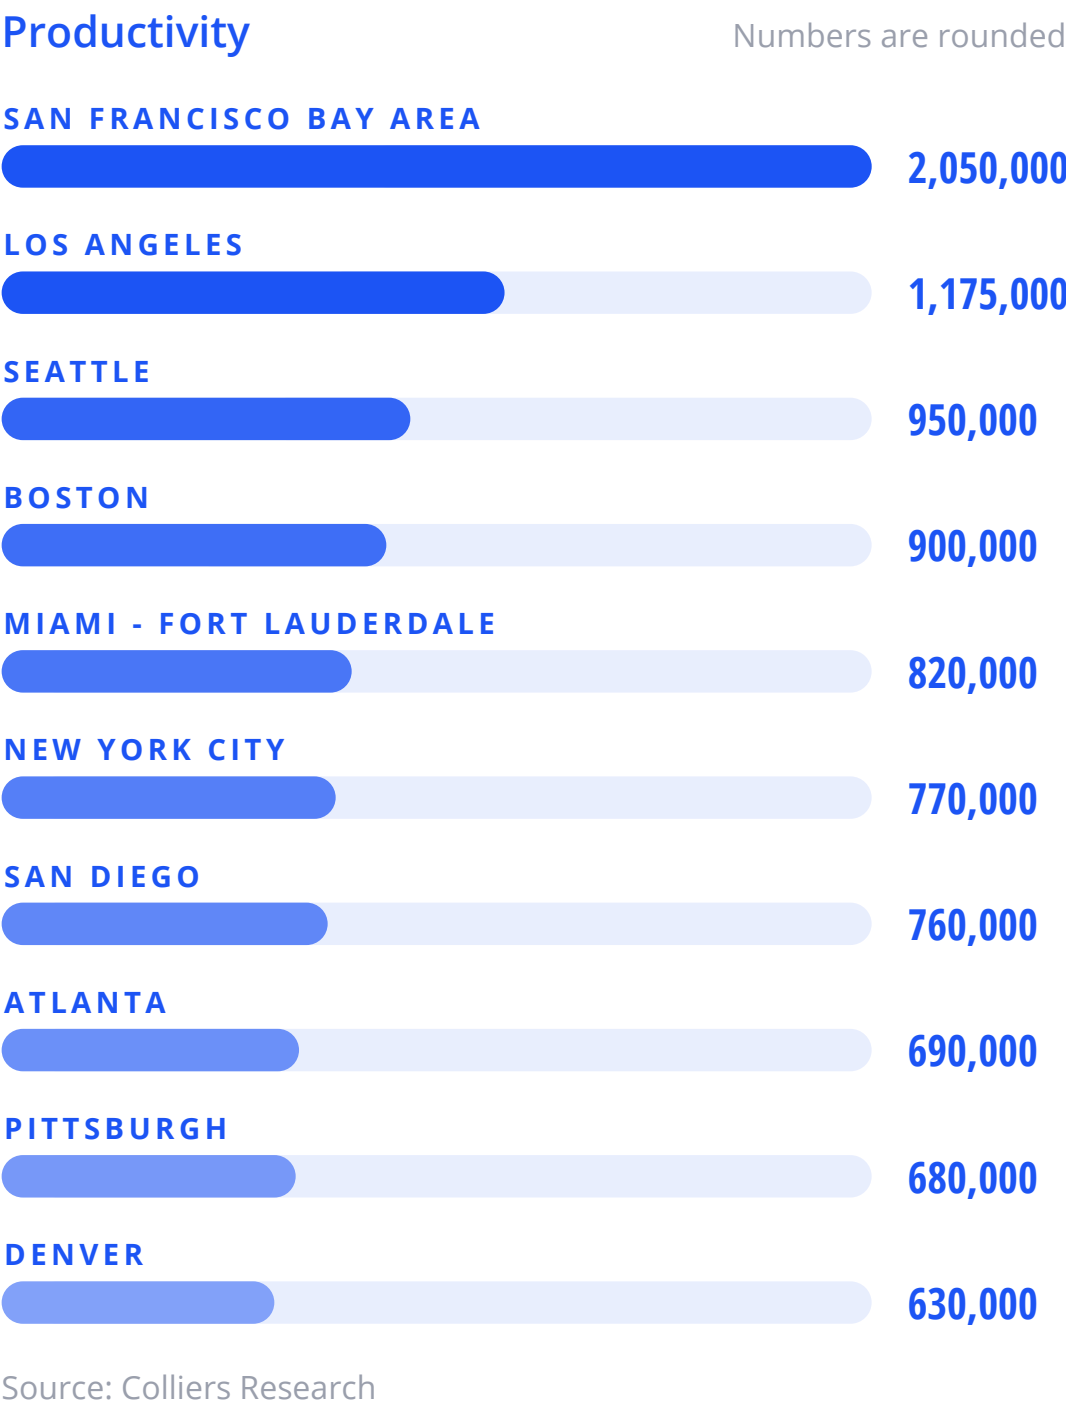 Productivity
Numbers are rounded
SAN FRANCISCO BAY AREA
2,050,000
LOS ANGELES
1,175,000
SEATTLE
950,000
BOSTON
900,000
MIAMI - FORT LAUDERDALE
820,000
NEW YORK CITY
770,000
SAN DIEGO
760,000
ATLANTA
690,000
PITTSBURGH
680,000
DENVER
630,000
Source: Colliers Research